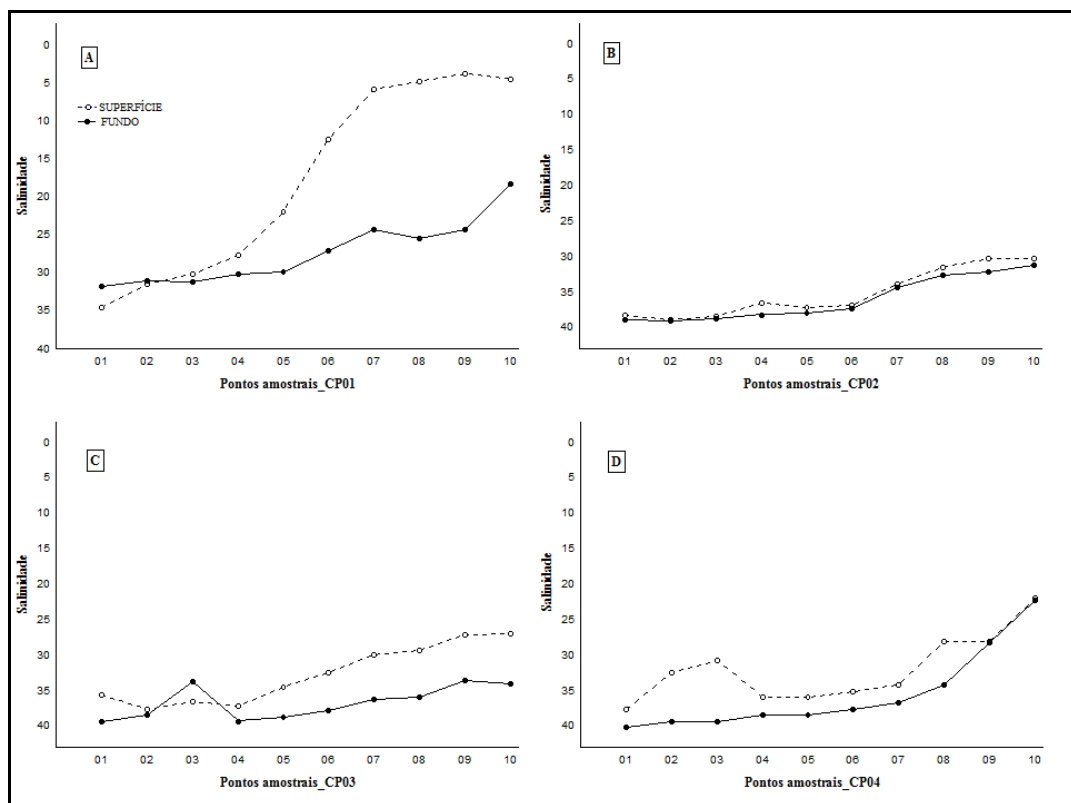 A
SUPERFÍCIE
FUNDO
Salinidade
0
5
10
15
20
25
30
35
40
01 02 03 04 05 06 07 08 09 10
Pontos amostrais_CP01
B
Salinidade
0
5
10
15
20
25
30
35
40
01 02 03 04 05 06 07 08 09 10
Pontos amostrais_CP02
C
Salinidade
0
5
10
15
20
25
30
35
40
01 02 03 04 05 06 07 08 09 10
Pontos amostrais_CP03
D
Salinidade
0
5
10
15
20
25
30
35
40
01 02 03 04 05 06 07 08 09 10
Pontos amostrais_CP04